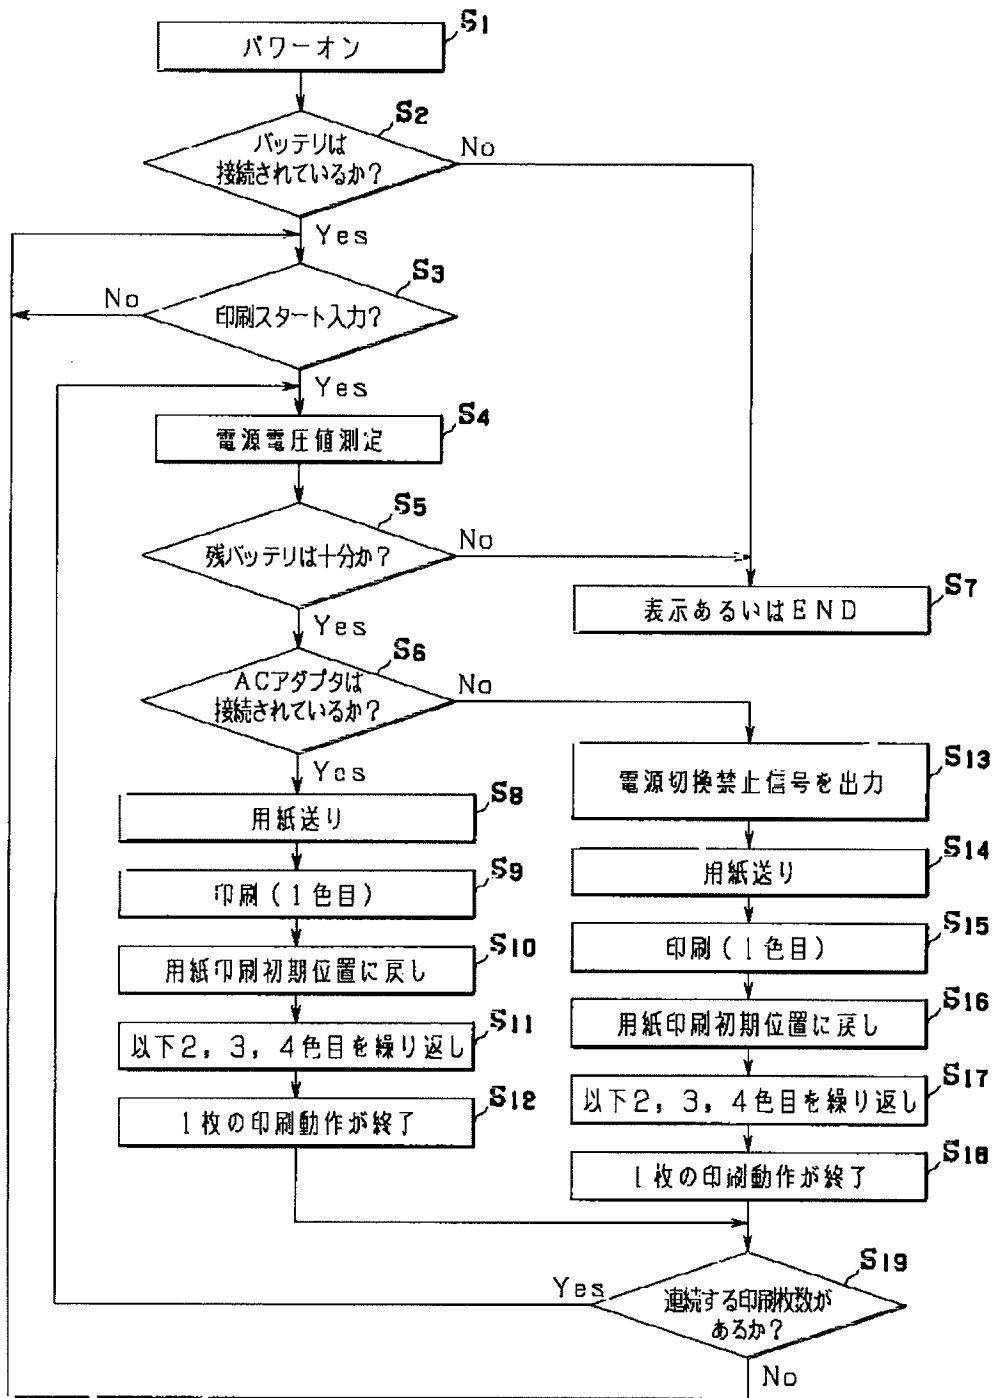 S1
パワーオン
S2
バッテリは
接続されているか?
No
Yes
S3
No
印刷スタート入力?
Yes
S4
電源電圧値測定
S5
残バッテリは十分か?
No
Yes
S7
表示あるいはEND
S6
ACアダプタは
接続されているか?
No
Yes
S13
電源切換禁止信号を出力
S8
用紙送り
S14
用紙送り
S9
印刷(1色目)
S15
印刷(1色目)
S10
用紙印刷初期位置に戻し
S16
用紙印刷初期位置に戻し
S11
以下2,3,4色目を繰り返し
S17
以下2,3,4色目を繰り返し
S12
1枚の印刷動作が終了
S18
1枚の印刷動作が終了
S19
Yes
連続する印刷枚数が
あるか?
No